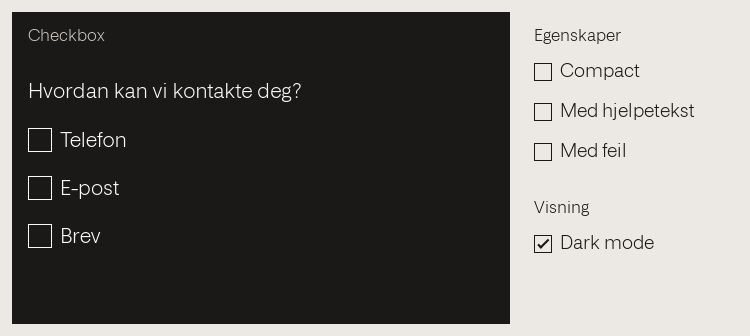 Checkbox
Hvordan kan vi kontakte deg?
Telefon
E-post
Brev
Egenskaper
Compact
Med hjelpetekst
Med feil
Visning
Dark mode